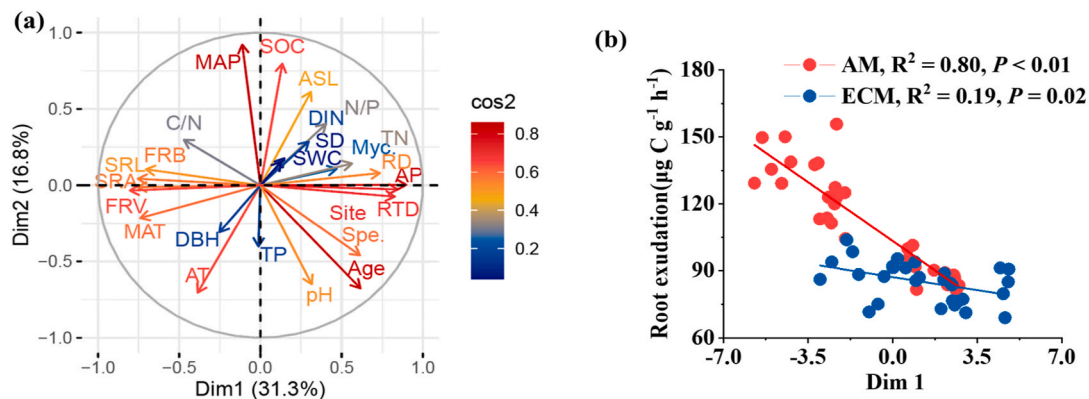 (a)
1.0
0.5
0.0
−0.5
−1.0
Dim2 (16.8%)
MAP
SOC
ASL
N/P
DIN
C/N
SD
TN
Myc.
SWC
RD
SRL
FRB
SRA
AP
FRV
RTD
MAT
Site
DBH
Spe.
TP
Age
AT
pH
−1.0
−0.5
0.0
0.5
1.0
Dim1 (31.3%)
cos2
0.8
0.6
0.4
0.2
(b)
AM, R² = 0.80, P < 0.01
ECM, R² = 0.19, P = 0.02
Root exudation(μg C g⁻¹ h⁻¹)
180
150
120
90
60
-7.0
-3.5
0.0
3.5
7.0
Dim 1